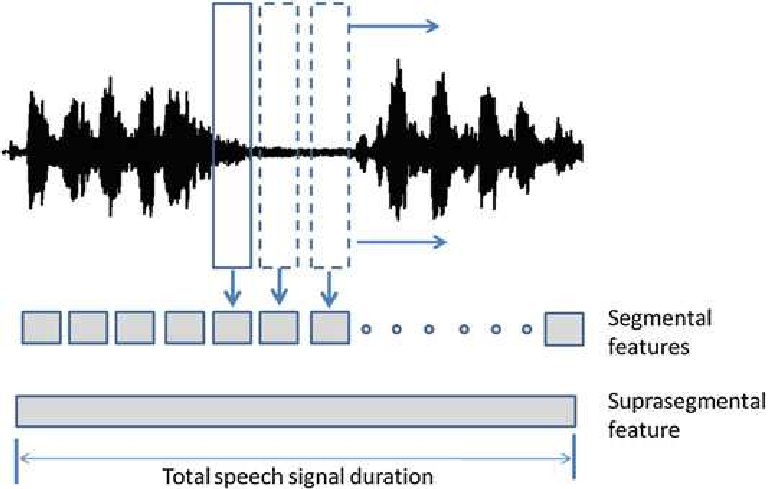 Segmental
features
Suprasegmental
feature
Total speech signal duration